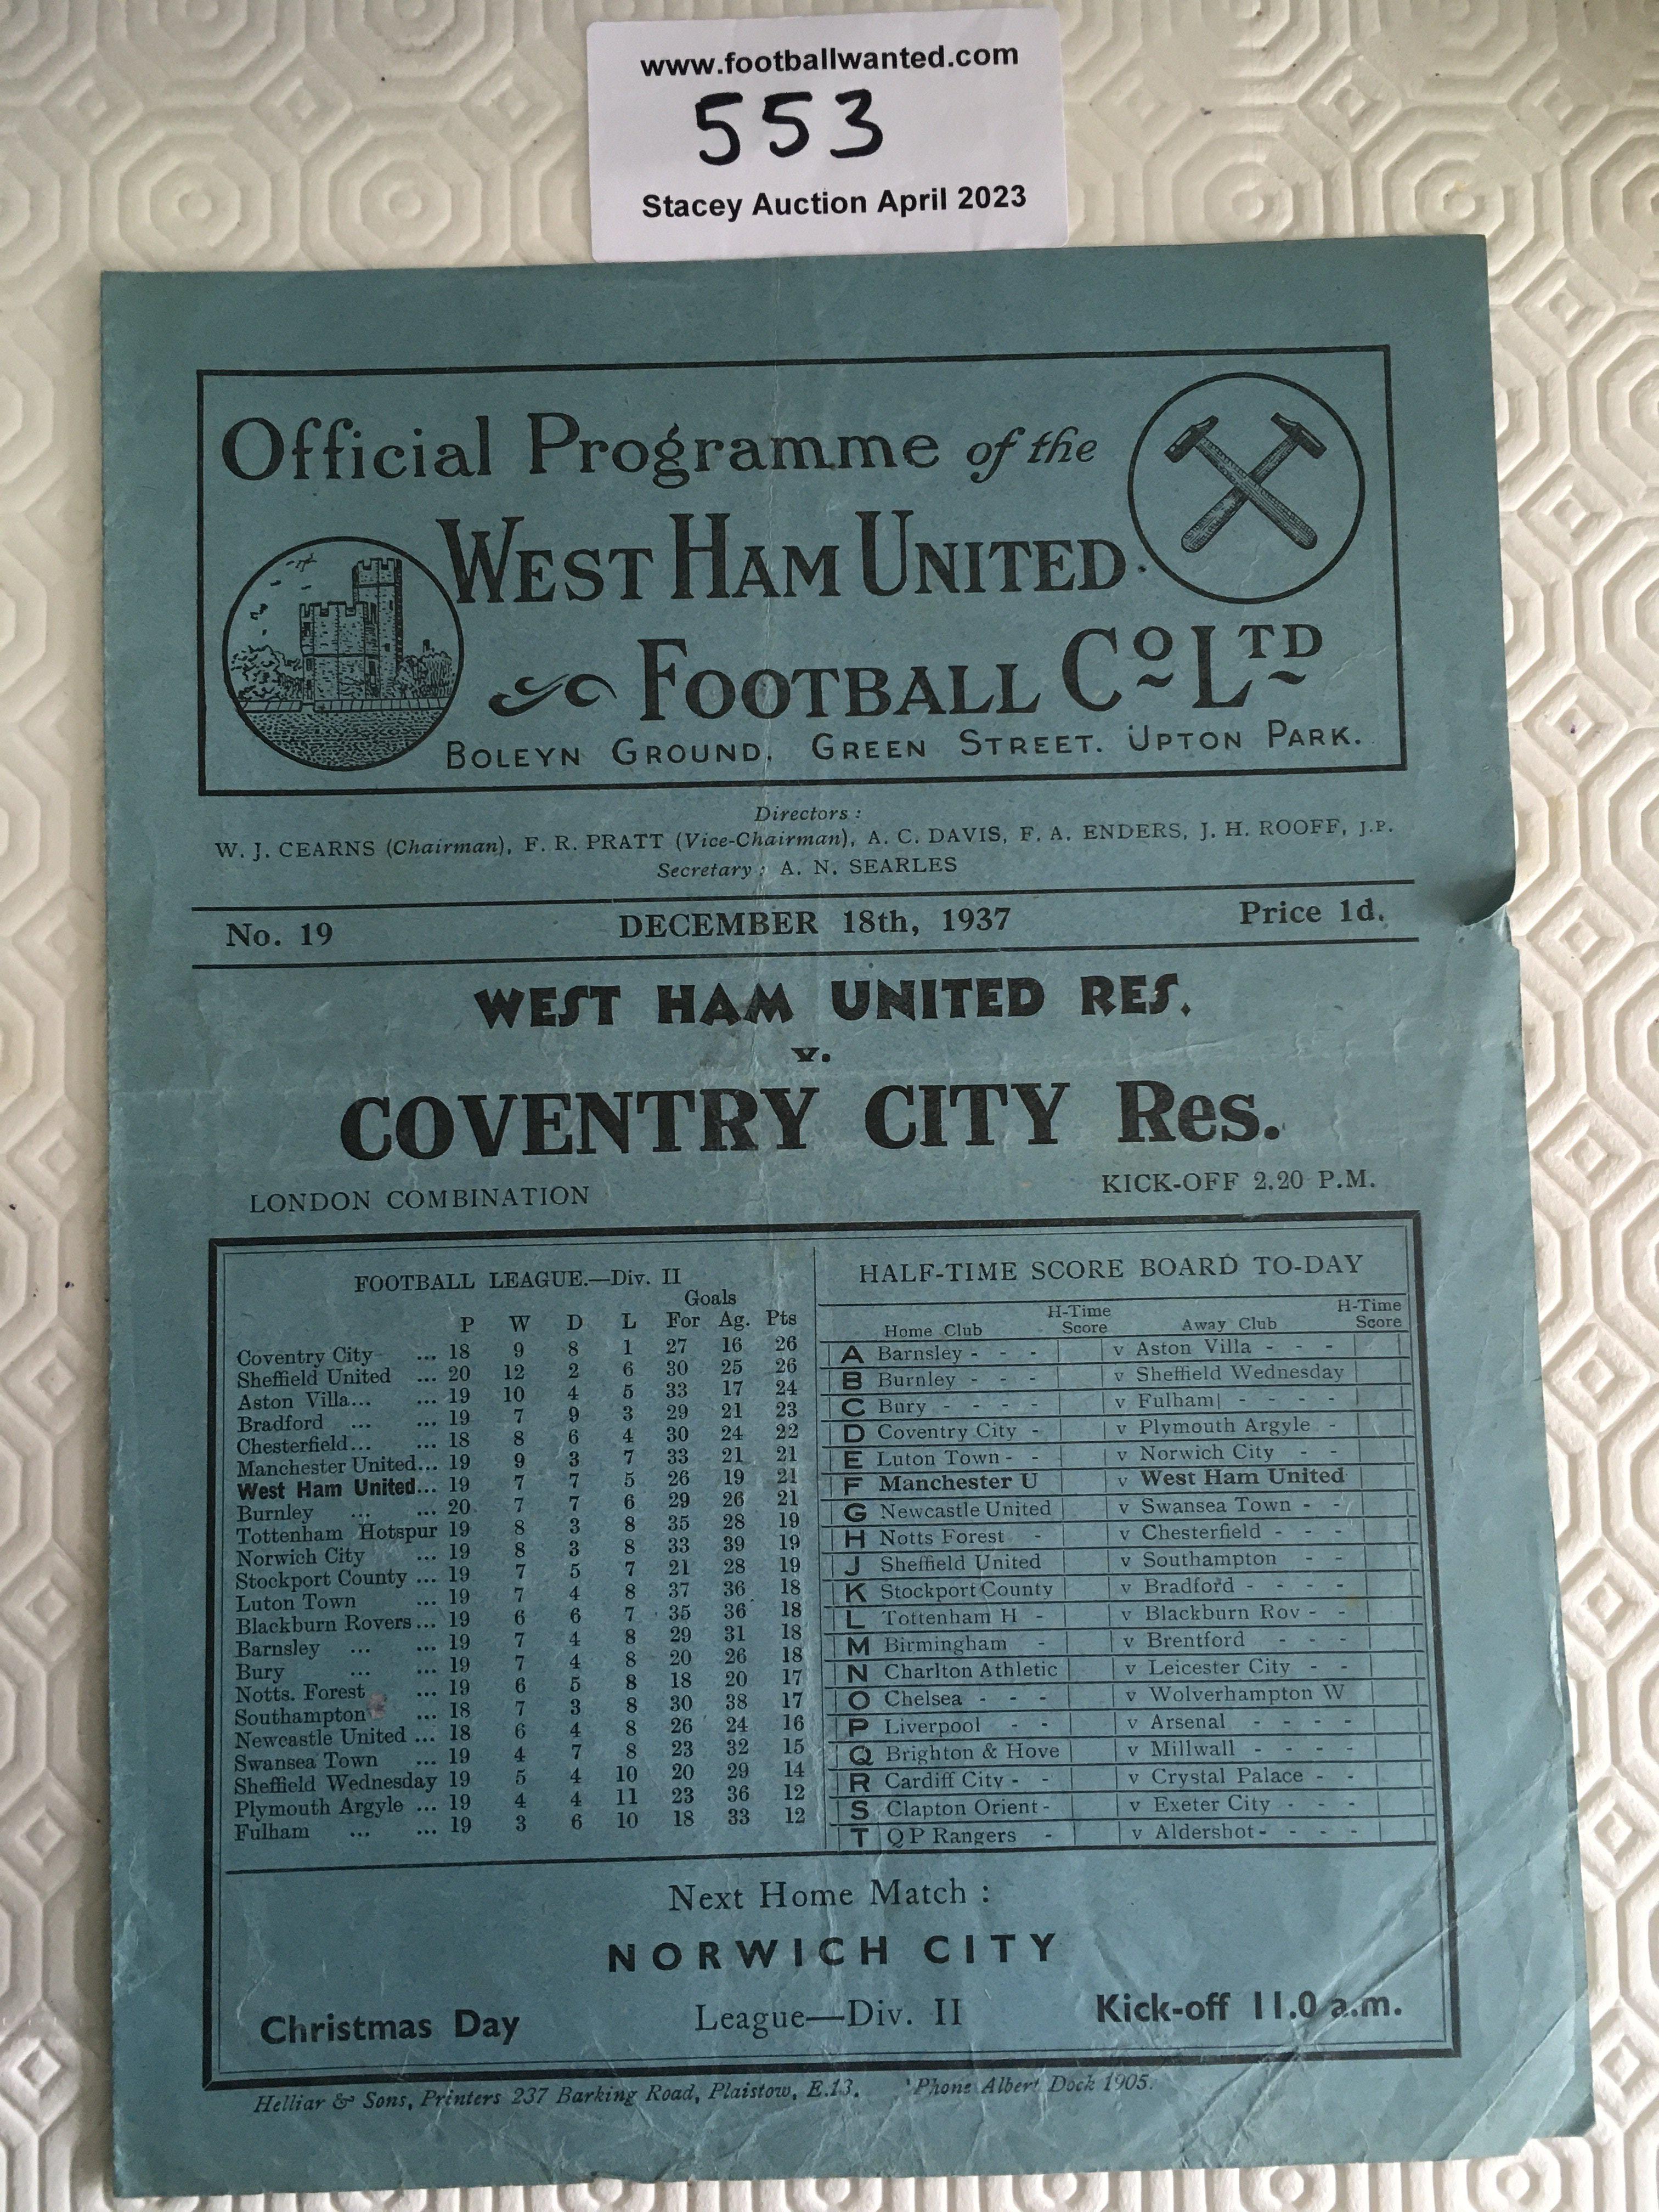 www.footballwanted.com
553
Stacey Auction April 2023
Official Programme of the
WEST HAM UNITED
FOOTBALL CO LTD
BOLEYN GROUND, GREEN STREET. UPTON PARK.
Directors :
W. J. CEARNS (Chairman), F. R. PRATT (Vice-Chairman), A. C. DAVIS, F. A. ENDERS, J. H. ROOFF, J.P.
Secretary : A. N. SEARLES
No. 19 DECEMBER 18th, 1937 Price 1d.
WEST HAM UNITED RES.
v.
COVENTRY CITY Res.
LONDON COMBINATION KICK-OFF 2.20 P.M.
FOOTBALL LEAGUE.—Div. II
Goals
P W D L For Ag. Pts
Coventry City ... 18 9 8 1 27 16 26
Sheffield United ... 20 12 2 6 30 25 26
Aston Villa... ... 19 10 4 5 33 17 24
Bradford ... ... 19 7 9 3 29 21 23
Chesterfield... ... 18 8 6 4 30 24 22
Manchester United... 19 9 3 7 33 21 21
West Ham United... 19 7 7 5 26 19 21
Burnley ... ... 20 7 7 6 29 26 21
Tottenham Hotspur 19 8 3 8 35 28 19
Norwich City ... 19 8 3 8 33 39 19
Stockport County ... 19 7 5 7 21 28 19
Luton Town ... 19 7 4 8 37 36 18
Blackburn Rovers ... 19 6 6 7 35 36 18
Barnsley ... ... 19 7 4 8 29 31 18
Bury ... ... 19 7 4 8 20 26 18
Notts. Forest ... 19 6 5 8 18 20 17
Southampton ... 18 7 3 8 30 38 17
Newcastle United ... 18 6 4 8 26 24 16
Swansea Town ... 19 4 7 8 23 32 15
Sheffield Wednesday 19 5 4 10 20 29 14
Plymouth Argyle ... 19 4 4 11 23 36 12
Fulham ... ... 19 3 6 10 18 33 12
HALF-TIME SCORE BOARD TO-DAY
Home Club H-Time Score Away Club H-Time Score
A Barnsley - - - v Aston Villa - - -
B Burnley - - - v Sheffield Wednesday
C Bury - - - - v Fulham - - - -
D Coventry City - v Plymouth Argyle -
E Luton Town - - v Norwich City - -
F Manchester U v West Ham United
G Newcastle United v Swansea Town - -
H Notts Forest - v Chesterfield - - -
J Sheffield United v Southampton - -
K Stockport County v Bradford - - - -
L Tottenham H - v Blackburn Rov - -
M Birmingham - v Brentford - - -
N Charlton Athletic v Leicester City - -
O Chelsea - - - v Wolverhampton W
P Liverpool - - v Arsenal - - - -
Q Brighton & Hove v Millwall - - - -
R Cardiff City - - v Crystal Palace - -
S Clapton Orient - v Exeter City - - -
T Q P Rangers - v Aldershot - - - -
Next Home Match :
NORWICH CITY
Christmas Day League—Div. II Kick-off 11.0 a.m.
Helliar & Sons, Printers 237 Barking Road, Plaistow, E.13. 'Phone Albert Dock 1905.